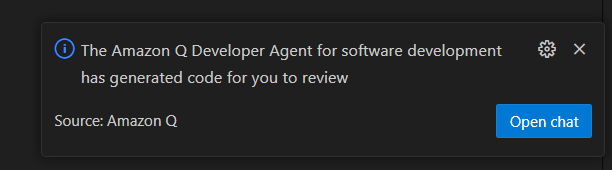 The Amazon Q Developer Agent for software development
has generated code for you to review
Source: Amazon Q
Open chat